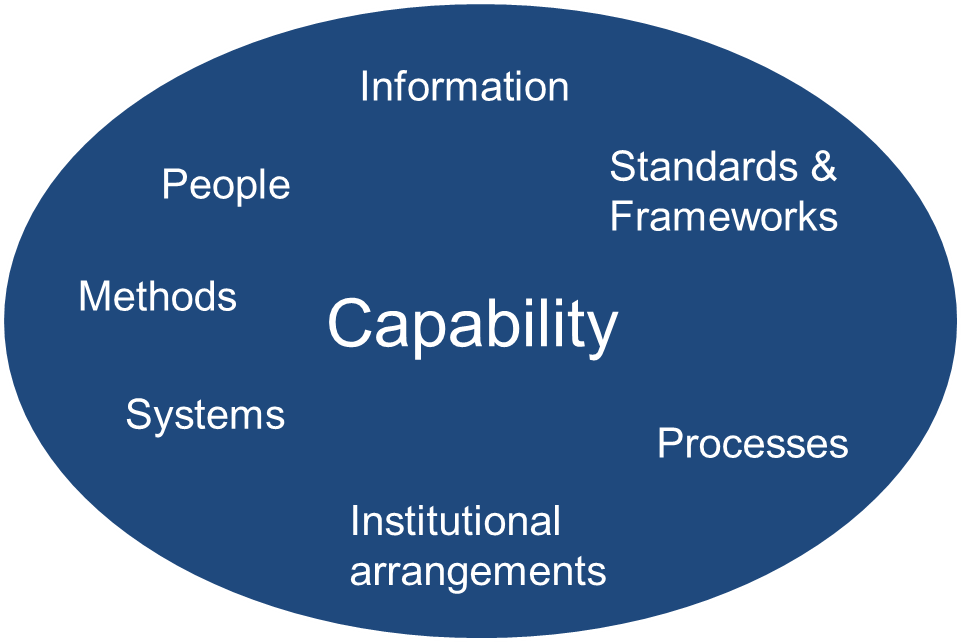 Information
People
Standards &
Frameworks
Methods
Capability
Systems
Processes
Institutional
arrangements